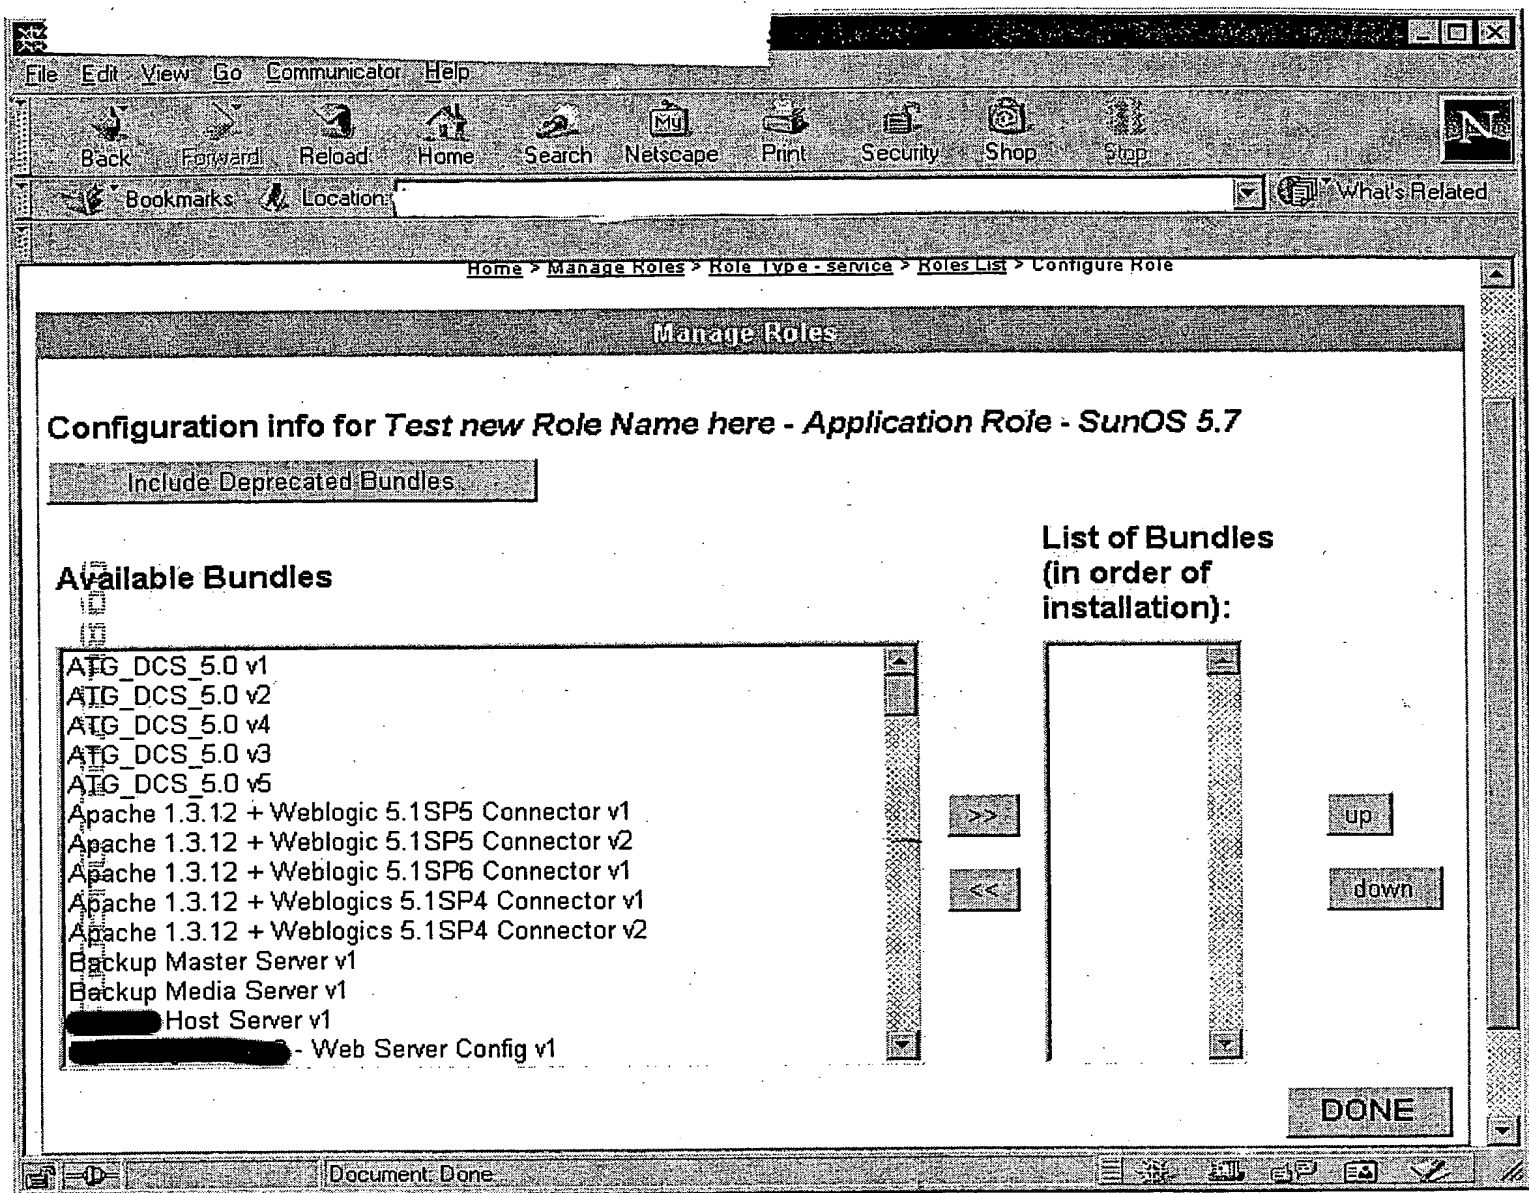 File Edit View Go Communicator Help
Back Forward Reload Home Search Netscape Print Security Shop Stop
My
N
Bookmarks Location: What's Related
Home > Manage Roles > Role Type - service > Roles List > Configure Role
Manage Roles
Configuration info for Test new Role Name here - Application Role - SunOS 5.7
Include Deprecated Bundles
Available Bundles
List of Bundles
(in order of
installation):
ATG_DCS_5.0 v1
ATG_DCS_5.0 v2
ATG_DCS_5.0 v4
ATG_DCS_5.0 v3
ATG_DCS_5.0 v5
Apache 1.3.12 + Weblogic 5.1SP5 Connector v1
Apache 1.3.12 + Weblogic 5.1SP5 Connector v2
Apache 1.3.12 + Weblogic 5.1SP6 Connector v1
Apache 1.3.12 + Weblogics 5.1SP4 Connector v1
Apache 1.3.12 + Weblogics 5.1SP4 Connector v2
Backup Master Server v1
Backup Media Server v1
Host Server v1
- Web Server Config v1
>>
<<
up
down
DONE
Document: Done